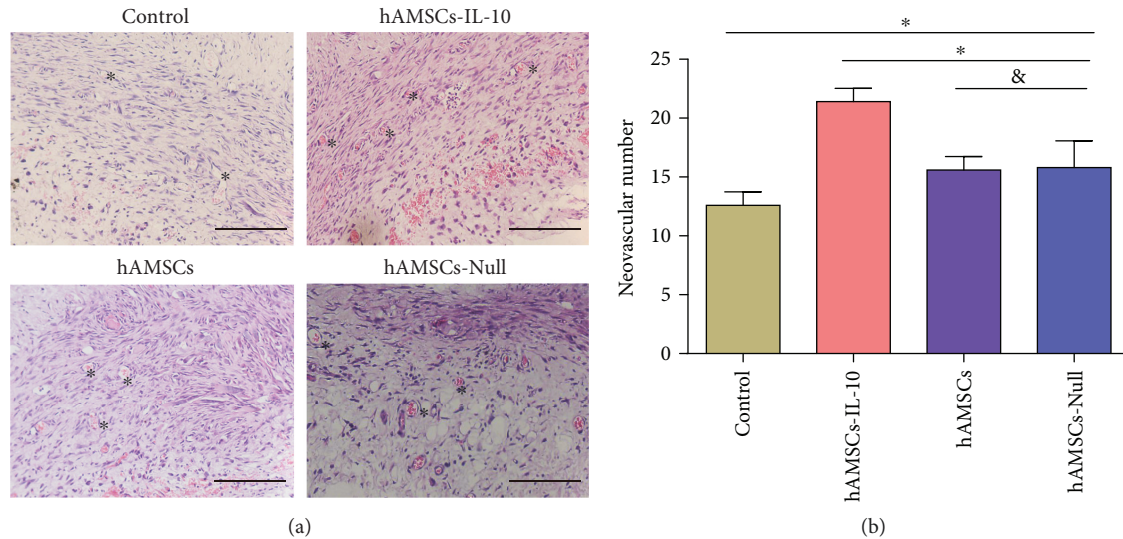 Control
hAMSCs-IL-10
*
*
*
*
*
*
hAMSCs
hAMSCs-Null
*
*
*
*
*
*
(a)
*
*
&
Neovascular number
25
20
15
10
5
0
Control
hAMSCs-IL-10
hAMSCs
hAMSCs-Null
(b)